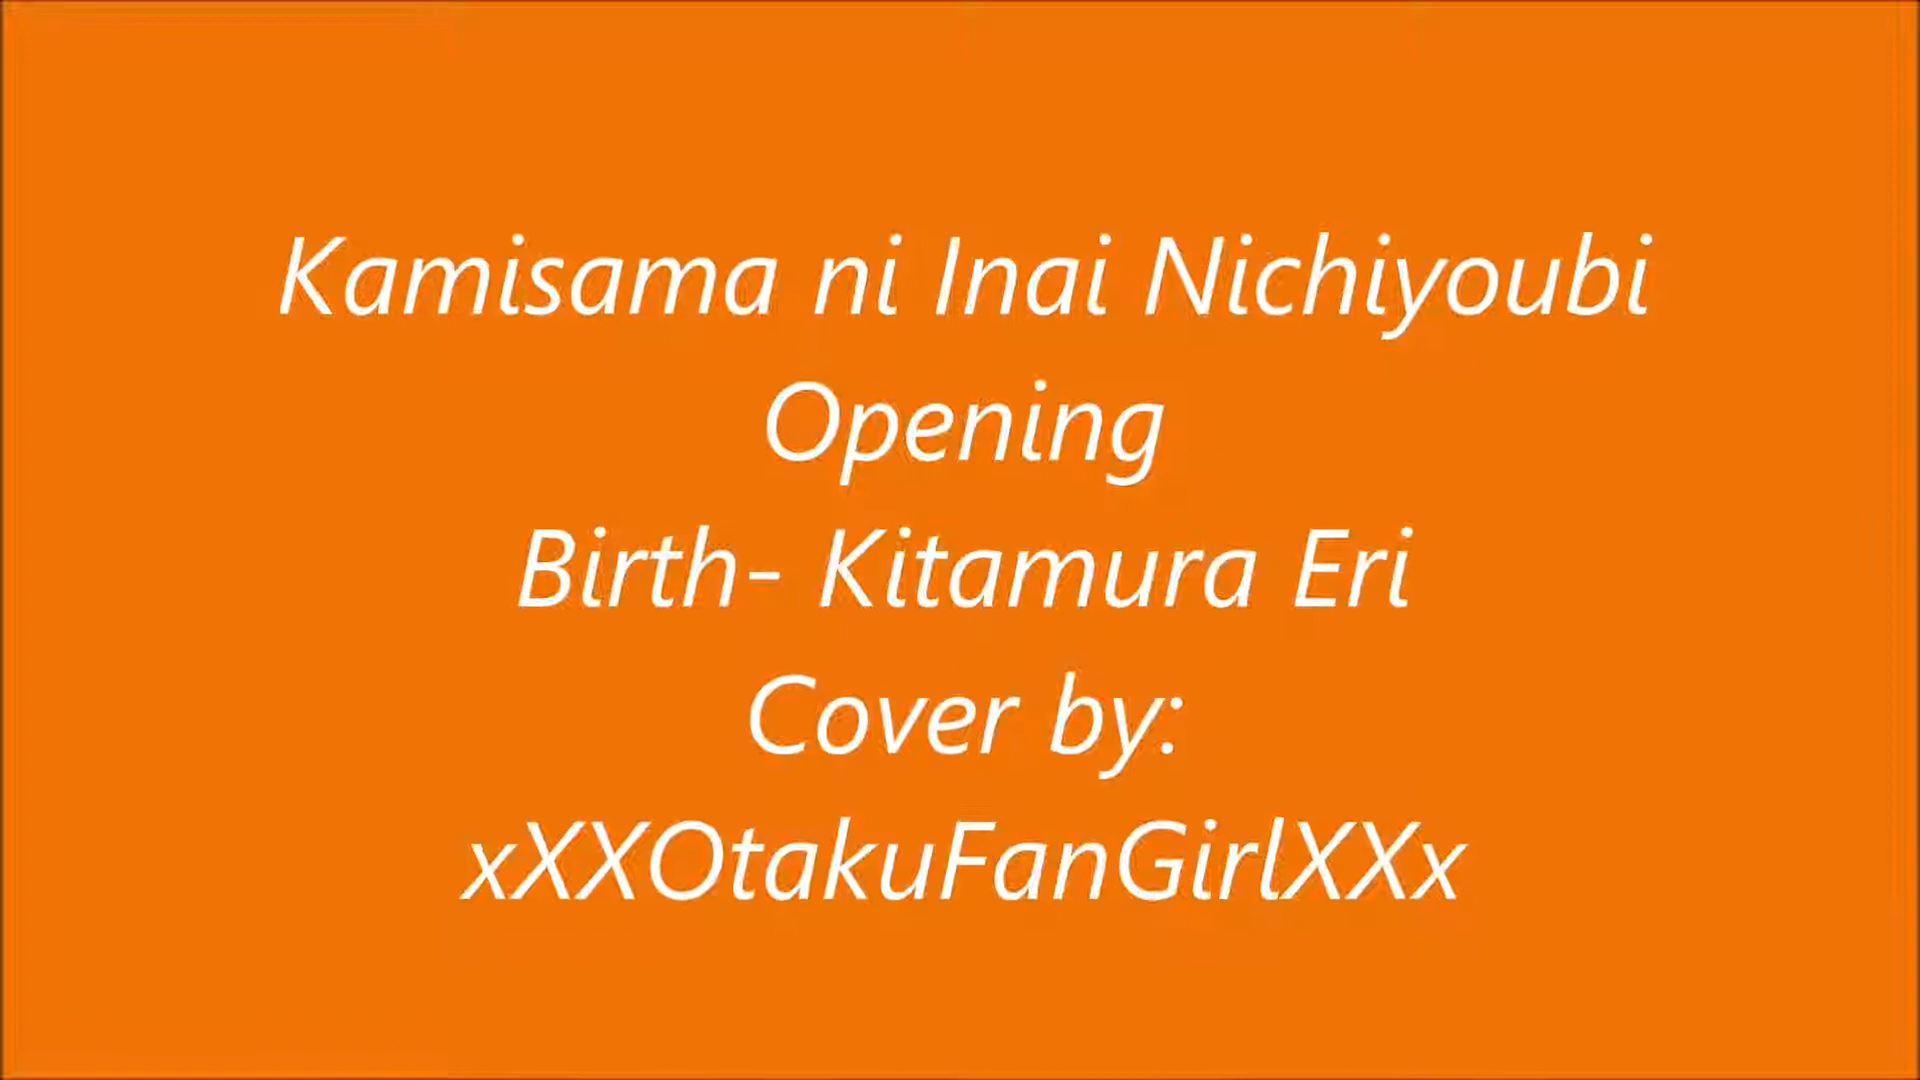 Kamisama ni Inai Nichiyoubi
Opening
Birth- Kitamura Eri
Cover by:
xXXOtakuFanGirlXXx